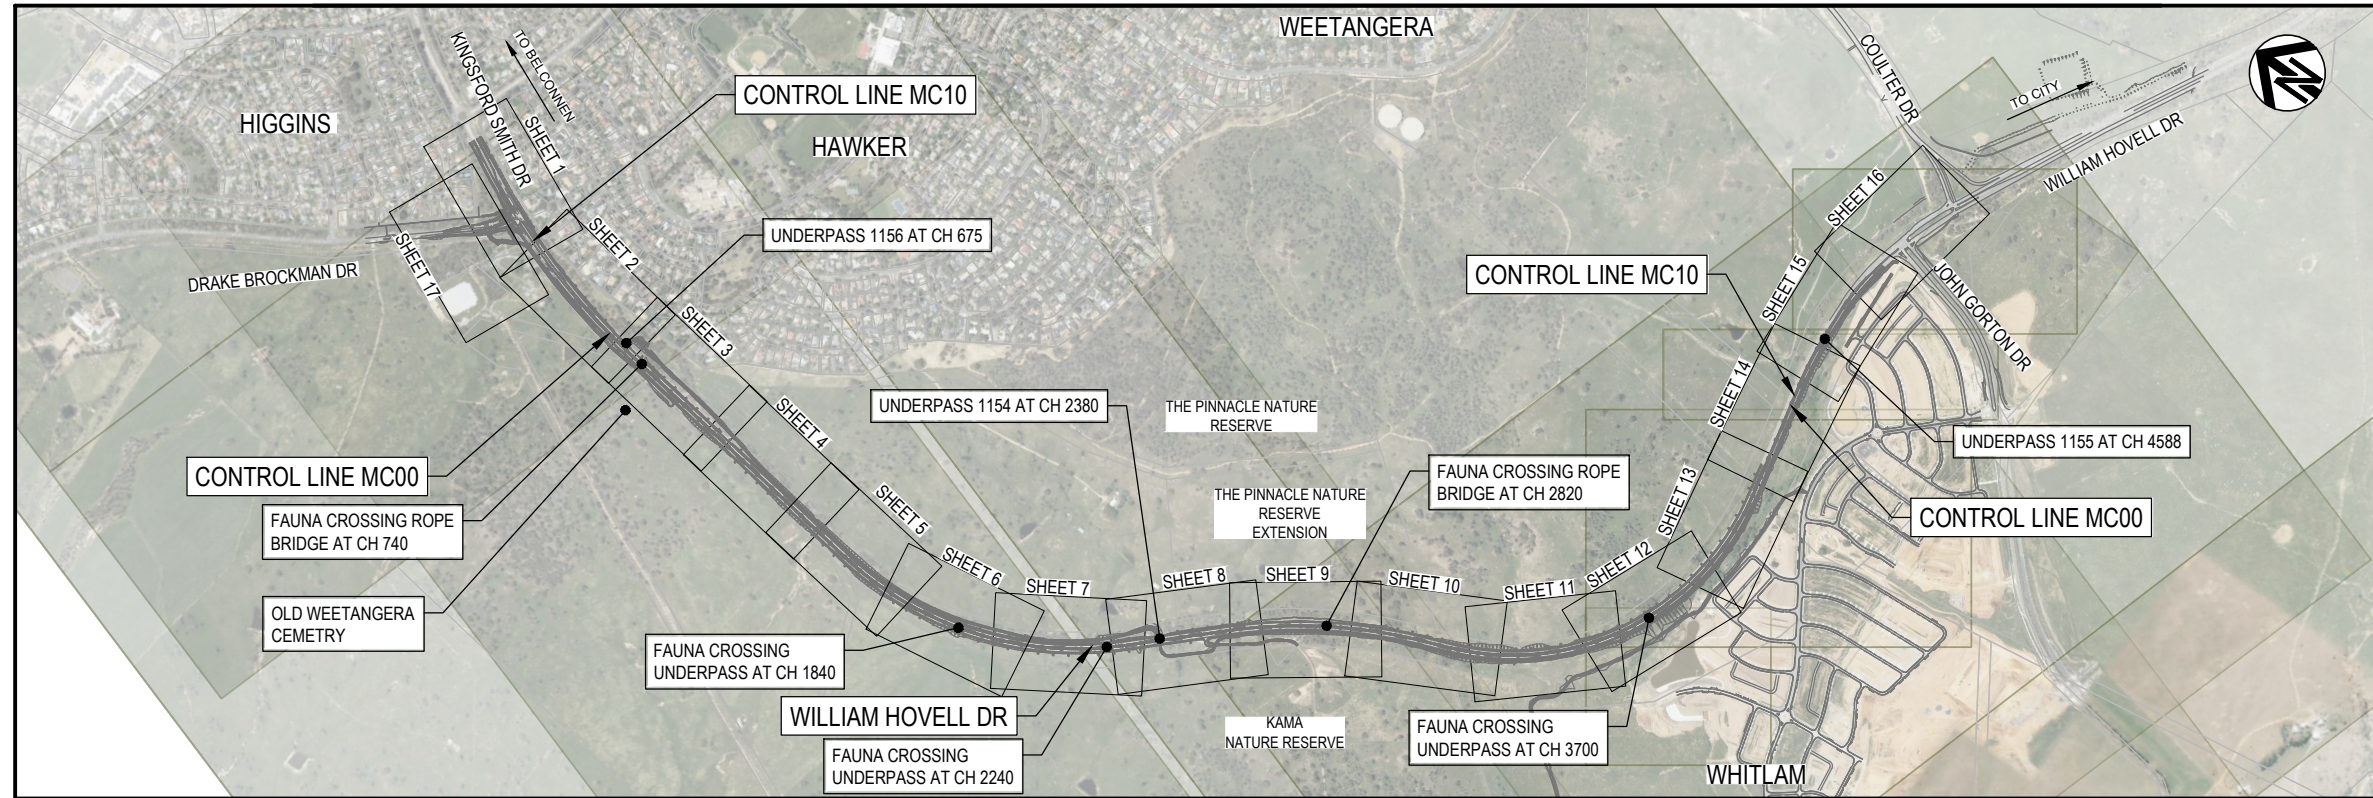 WEETANGERA
KINGSFORD SMITH DR
TO BELCONNEN
COULTER DR
TO CITY
N
CONTROL LINE MC10
HIGGINS
SHEET 1
HAWKER
WILLIAM HOVELL DR
SHEET 16
SHEET 17
SHEET 2
UNDERPASS 1156 AT CH 675
DRAKE BROCKMAN DR
CONTROL LINE MC10
SHEET 15
JOHN GORTON DR
SHEET 3
SHEET 14
SHEET 4
UNDERPASS 1154 AT CH 2380
THE PINNACLE NATURE
RESERVE
UNDERPASS 1155 AT CH 4588
CONTROL LINE MC00
FAUNA CROSSING ROPE
BRIDGE AT CH 2820
SHEET 13
SHEET 5
THE PINNACLE NATURE
RESERVE
EXTENSION
CONTROL LINE MC00
FAUNA CROSSING ROPE
BRIDGE AT CH 740
SHEET 6
SHEET 7
SHEET 8
SHEET 9
SHEET 10
SHEET 11
SHEET 12
OLD WEETANGERA
CEMETRY
FAUNA CROSSING
UNDERPASS AT CH 1840
WILLIAM HOVELL DR
KAMA
NATURE RESERVE
FAUNA CROSSING
UNDERPASS AT CH 3700
FAUNA CROSSING
UNDERPASS AT CH 2240
WHITLAM